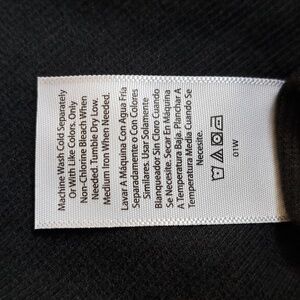 Machine Wash Cold Separately
Or With Like Colors. Only
Non-Chlorine Bleach When
Needed. Tumble Dry Low.
Medium Iron When Needed.
Lavar A Máquina Con Agua Fría
Separadamente o Con Colores
Similares. Usar Solamente
Blanqueador Sin Cloro Cuando
Se Necesite. Secar En Máquina
A Temperatura Baja. Planchar A
Temperatura Media Cuando Se
Necesite.
01W